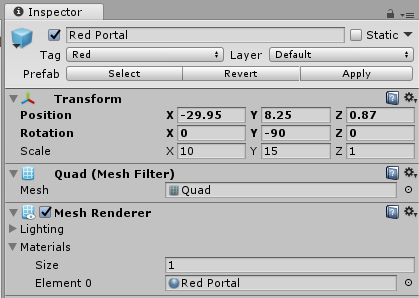 Inspector
Red Portal Static
Tag Red Layer Default
Prefab Select Revert Apply
Transform
Position X -29.95 Y 8.25 Z 0.87
Rotation X 0 Y -90 Z 0
Scale X 10 Y 15 Z 1
Quad (Mesh Filter)
Mesh Quad
Mesh Renderer
Lighting
Materials
Size 1
Element 0 Red Portal